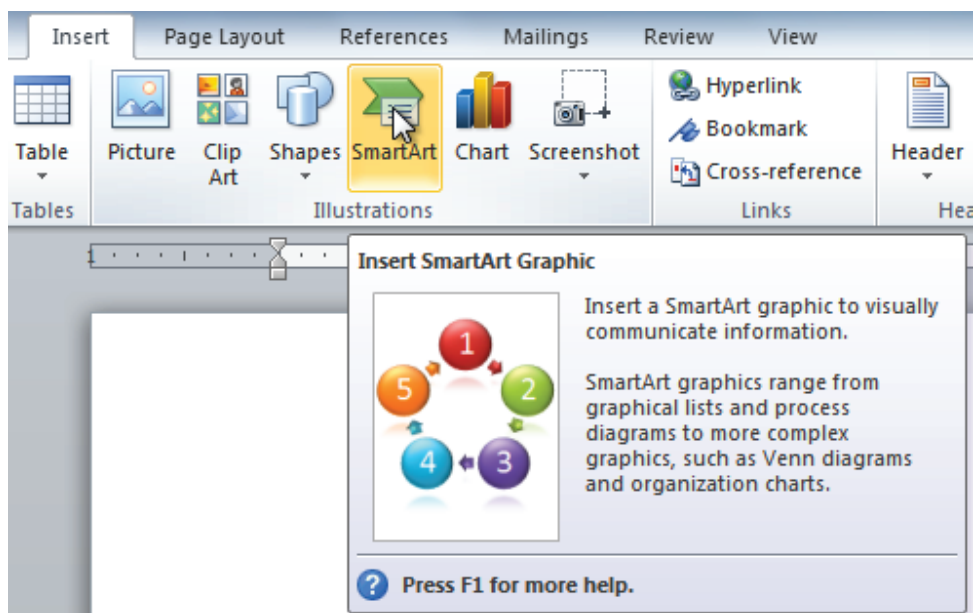 Insert Page Layout References Mailings Review View
Table
Picture
Clip
Art
Shapes
SmartArt
Chart
Screenshot
Hyperlink
Bookmark
Cross-reference
Header
Tables
Illustrations
Links
Hea
1
Insert SmartArt Graphic
1
2
3
4
5
Insert a SmartArt graphic to visually
communicate information.
SmartArt graphics range from
graphical lists and process
diagrams to more complex
graphics, such as Venn diagrams
and organization charts.
? Press F1 for more help.